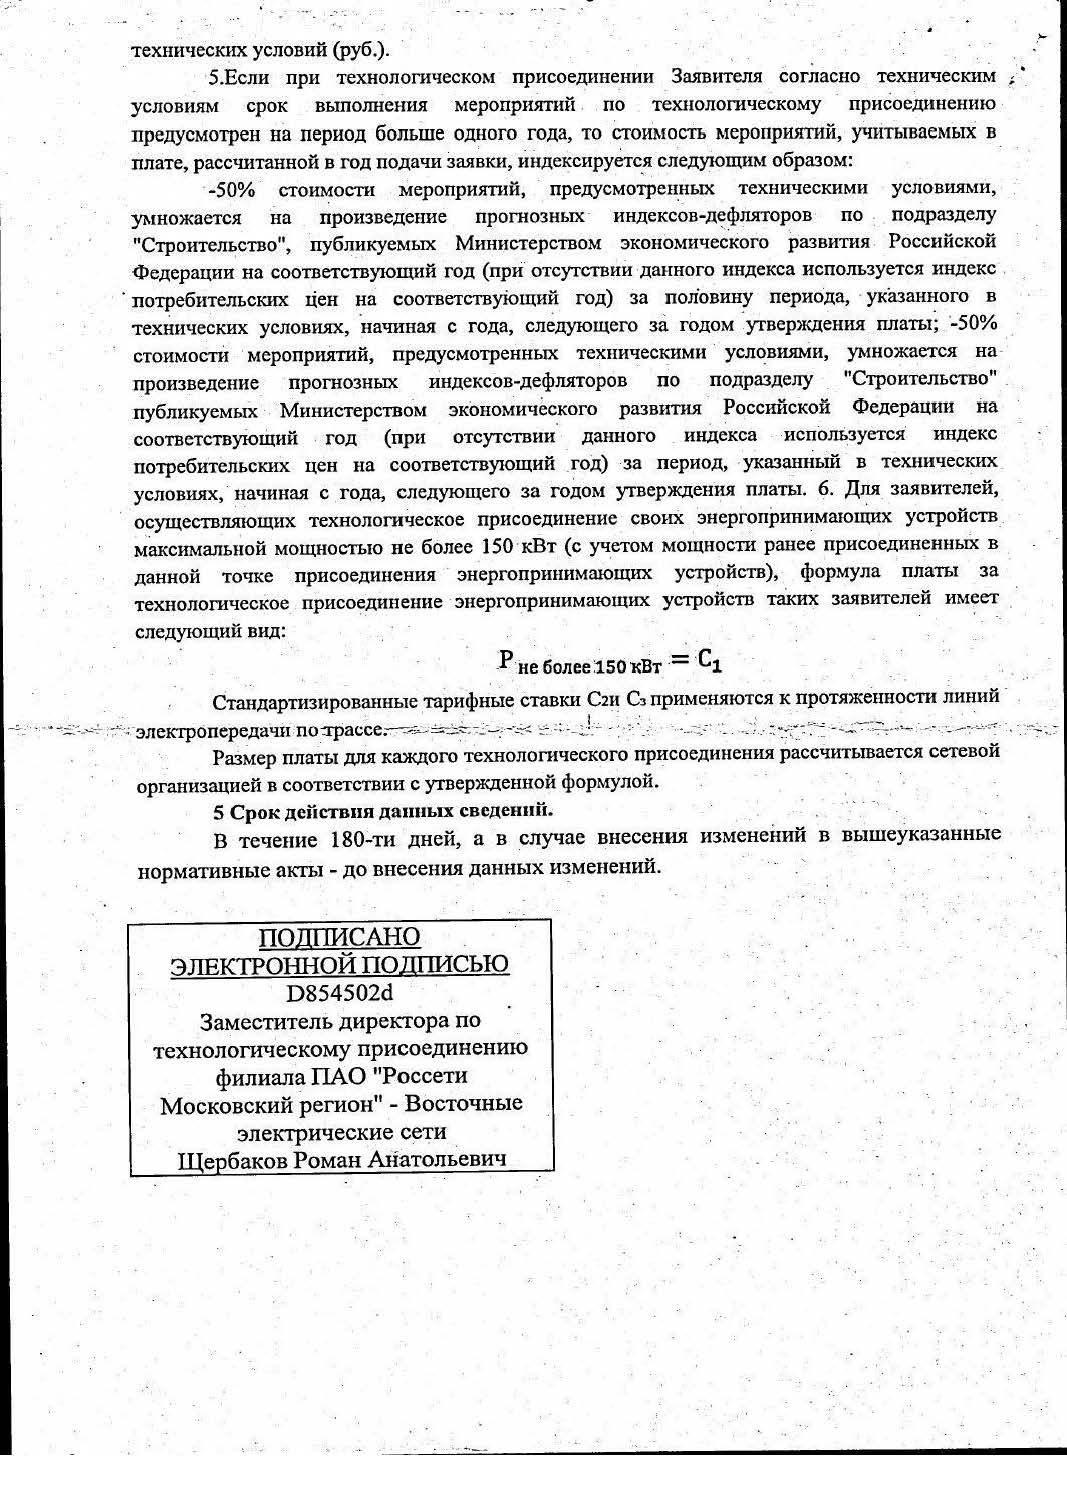 технических условий (руб.).
5.Если при технологическом присоединении Заявителя согласно техническим
условиям срок выполнения мероприятий по технологическому присоединению
предусмотрен на период больше одного года, то стоимость мероприятий, учитываемых в
плате, рассчитанной в год подачи заявки, индексируется следующим образом:
-50% стоимости мероприятий, предусмотренных техническими условиями,
умножается на произведение прогнозных индексов-дефляторов по подразделу
"Строительство", публикуемых Министерством экономического развития Российской
Федерации на соответствующий год (при отсутствии данного индекса используется индекс
потребительских цен на соответствующий год) за половину периода, указанного в
технических условиях, начиная с года, следующего за годом утверждения платы; -50%
стоимости мероприятий, предусмотренных техническими условиями, умножается на
произведение прогнозных индексов-дефляторов по подразделу "Строительство"
публикуемых Министерством экономического развития Российской Федерации на
соответствующий год (при отсутствии данного индекса используется индекс
потребительских цен на соответствующий год) за период, указанный в технических
условиях, начиная с года, следующего за годом утверждения платы. 6. Для заявителей,
осуществляющих технологическое присоединение своих энергопринимающих устройств
максимальной мощностью не более 150 кВт (с учетом мощности ранее присоединенных в
данной точке присоединения энергопринимающих устройств), формула платы за
технологическое присоединение энергопринимающих устройств таких заявителей имеет
следующий вид:
P не более 150 кВт = C1
Стандартизированные тарифные ставки C2и C3 применяются к протяженности линий
электропередачи по трассе.
Размер платы для каждого технологического присоединения рассчитывается сетевой
организацией в соответствии с утвержденной формулой.
5 Срок действия данных сведений.
В течение 180-ти дней, а в случае внесения изменений в вышеуказанные
нормативные акты - до внесения данных изменений.
ПОДПИСАНО
ЭЛЕКТРОННОЙ ПОДПИСЬЮ
D854502d
Заместитель директора по
технологическому присоединению
филиала ПАО "Россети
Московский регион" - Восточные
электрические сети
Щербаков Роман Анатольевич